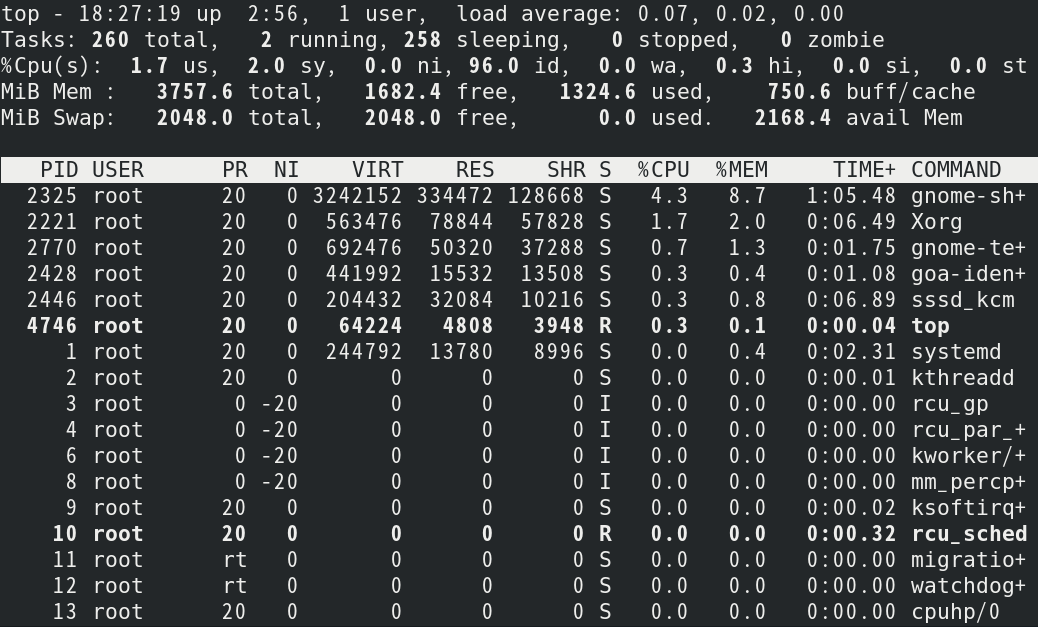 top - 18:27:19 up  2:56,  1 user,  load average: 0.07, 0.02, 0.00
Tasks: 260 total,   2 running, 258 sleeping,   0 stopped,   0 zombie
%Cpu(s):  1.7 us,  2.0 sy,  0.0 ni, 96.0 id,  0.0 wa,  0.3 hi,  0.0 si,  0.0 st
MiB Mem :   3757.6 total,   1682.4 free,   1324.6 used,    750.6 buff/cache
MiB Swap:   2048.0 total,   2048.0 free,      0.0 used.   2168.4 avail Mem
   PID USER      PR  NI    VIRT    RES    SHR S  %CPU  %MEM     TIME+ COMMAND
  2325 root      20   0 3242152 334472 128668 S   4.3   8.7   1:05.48 gnome-sh+
  2221 root      20   0  563476  78844  57828 S   1.7   2.0   0:06.49 Xorg
  2770 root      20   0  692476  50320  37288 S   0.7   1.3   0:01.75 gnome-te+
  2428 root      20   0  441992  15532  13508 S   0.3   0.4   0:01.08 goa-iden+
  2446 root      20   0  204432  32084  10216 S   0.3   0.8   0:06.89 sssd_kcm
  4746 root      20   0   64224   4808   3948 R   0.3   0.1   0:00.04 top
     1 root      20   0  244792  13780   8996 S   0.0   0.4   0:02.31 systemd
     2 root      20   0       0      0      0 S   0.0   0.0   0:00.01 kthreadd
     3 root       0 -20       0      0      0 I   0.0   0.0   0:00.00 rcu_gp
     4 root       0 -20       0      0      0 I   0.0   0.0   0:00.00 rcu_par_+
     6 root       0 -20       0      0      0 I   0.0   0.0   0:00.00 kworker/+
     8 root       0 -20       0      0      0 I   0.0   0.0   0:00.00 mm_percp+
     9 root      20   0       0      0      0 S   0.0   0.0   0:00.02 ksoftirq+
    10 root      20   0       0      0      0 R   0.0   0.0   0:00.32 rcu_sched
    11 root      rt   0       0      0      0 S   0.0   0.0   0:00.00 migratio+
    12 root      rt   0       0      0      0 S   0.0   0.0   0:00.00 watchdog+
    13 root      20   0       0      0      0 S   0.0   0.0   0:00.00 cpuhp/0